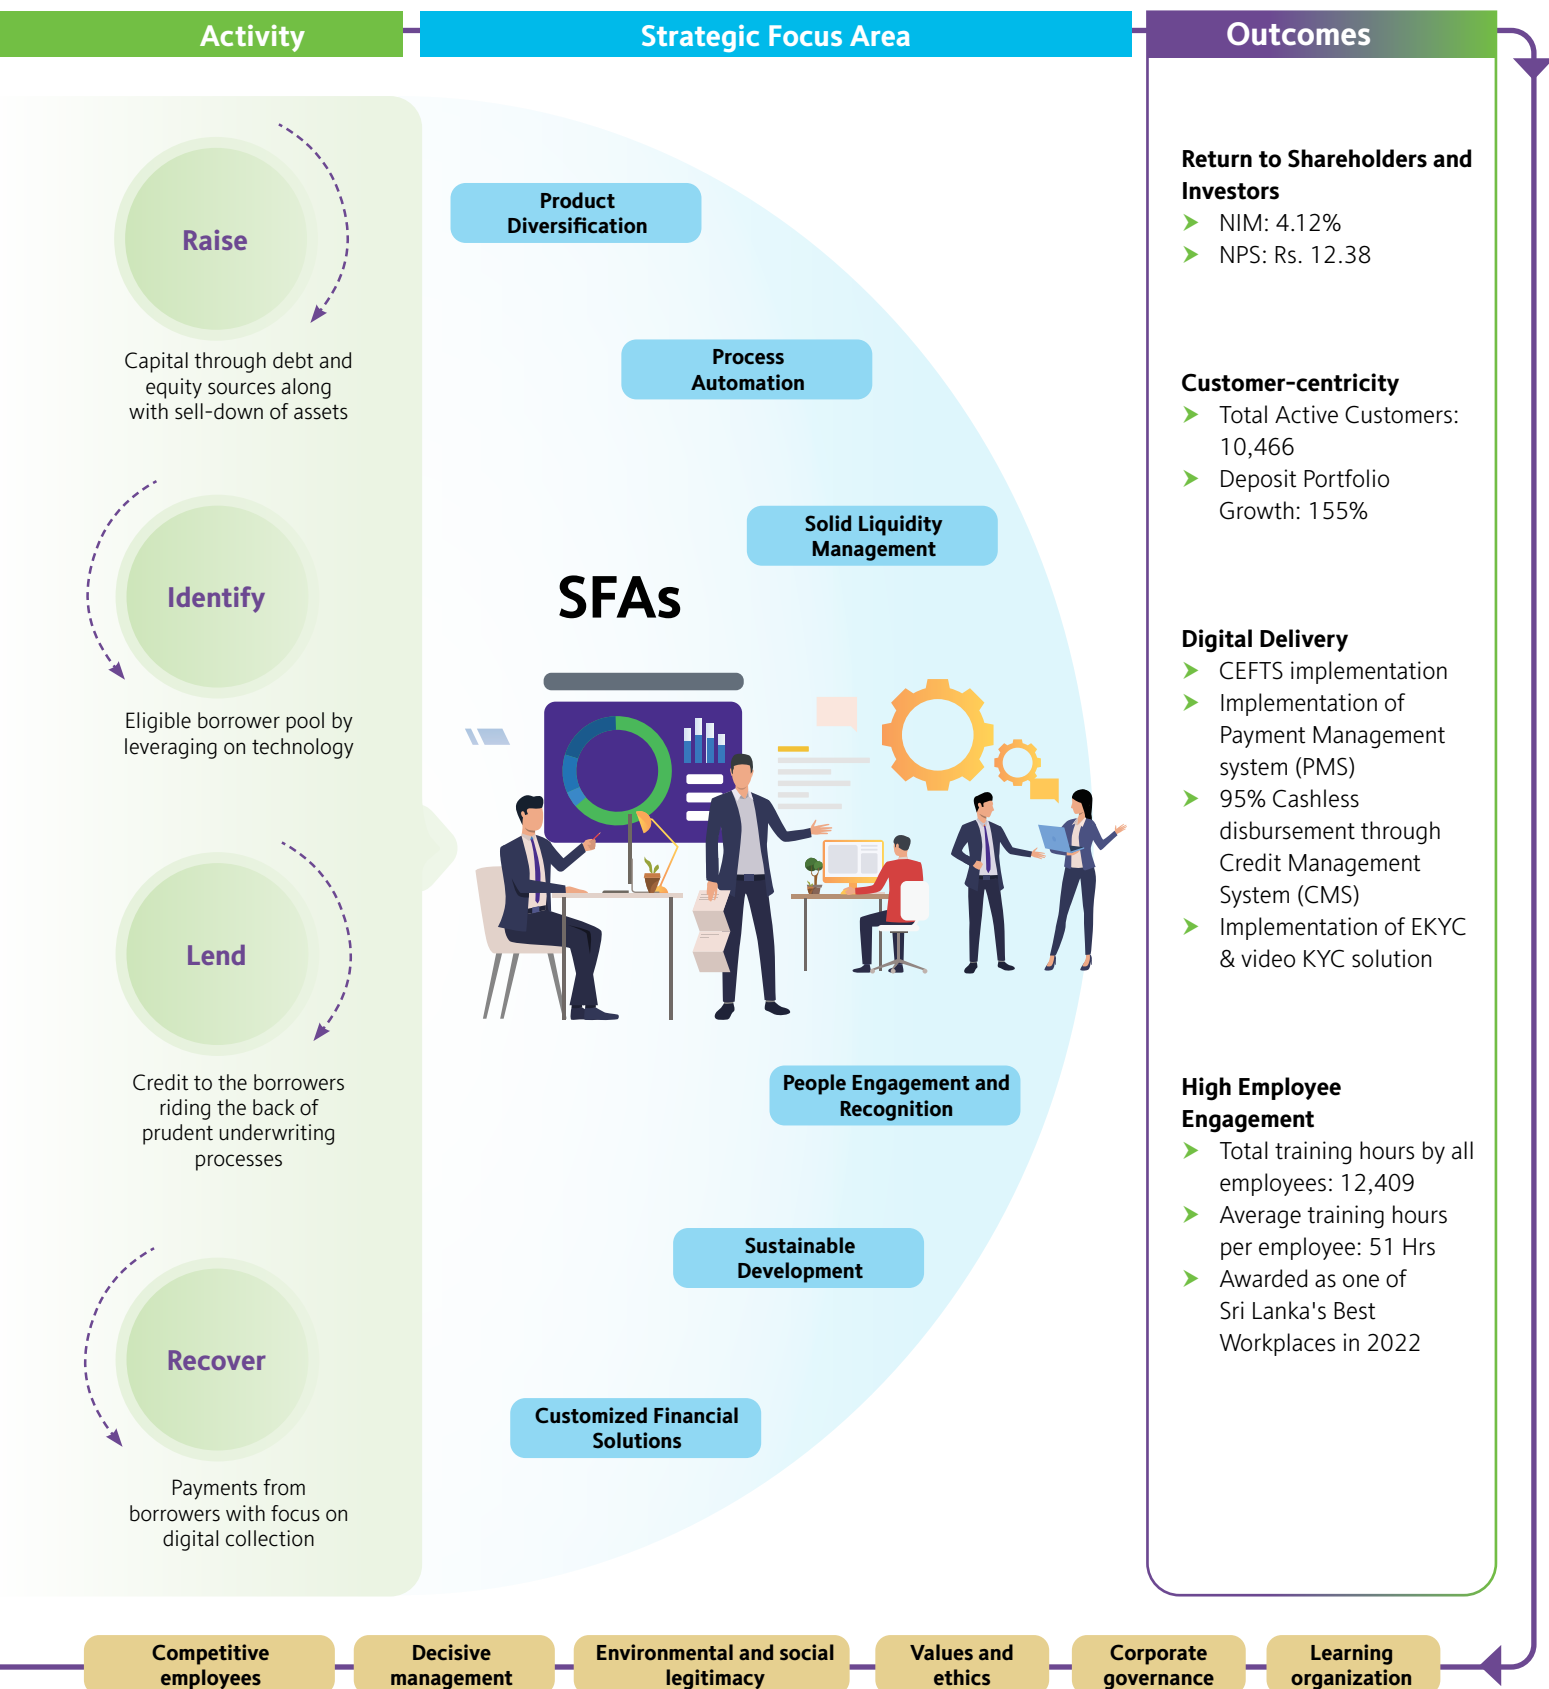 Activity
Strategic Focus Area
Outcomes
Raise
Capital through debt and
equity sources along
with sell-down of assets
Identify
Eligible borrower pool by
leveraging on technology
Lend
Credit to the borrowers
riding the back of
prudent underwriting
processes
Recover
Payments from
borrowers with focus on
digital collection
Product
Diversification
Process
Automation
Solid Liquidity
Management
SFAs
People Engagement and
Recognition
Sustainable
Development
Customized Financial
Solutions
Return to Shareholders and
Investors
NIM: 4.12%
NPS: Rs. 12.38
Customer-centricity
Total Active Customers:
10,466
Deposit Portfolio
Growth: 155%
Digital Delivery
CEFTS implementation
Implementation of
Payment Management
system (PMS)
95% Cashless
disbursement through
Credit Management
System (CMS)
Implementation of EKYC
& video KYC solution
High Employee
Engagement
Total training hours by all
employees: 12,409
Average training hours
per employee: 51 Hrs
Awarded as one of
Sri Lanka's Best
Workplaces in 2022
Competitive
employees
Decisive
management
Environmental and social
legitimacy
Values and
ethics
Corporate
governance
Learning
organization